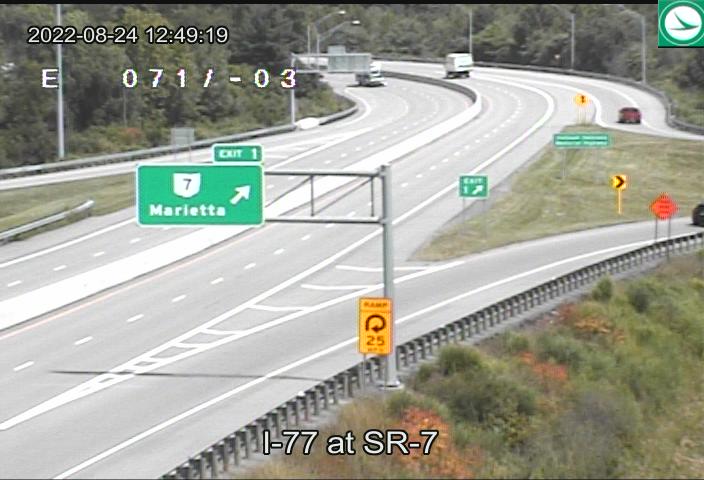 2022-08-24 12:49:19
E 071/-03
EXIT 1
7
Marietta
EXIT
1
RAMP
25
I-77 at SR-7